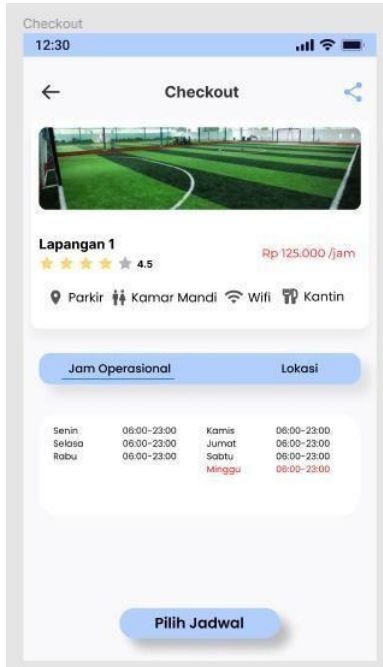 Checkout
12:30
Checkout
Lapangan 1
4.5
Rp 125.000 /jam
Parkir Kamar Mandi Wifi Kantin
Jam Operasional Lokasi
Senin 06:00-23:00 Kamis 06:00-23:00
Selasa 06:00-23:00 Jumat 06:00-23:00
Rabu 06:00-23:00 Sabtu 06:00-23:00
Minggu 06:00-23:00
Pilih Jadwal